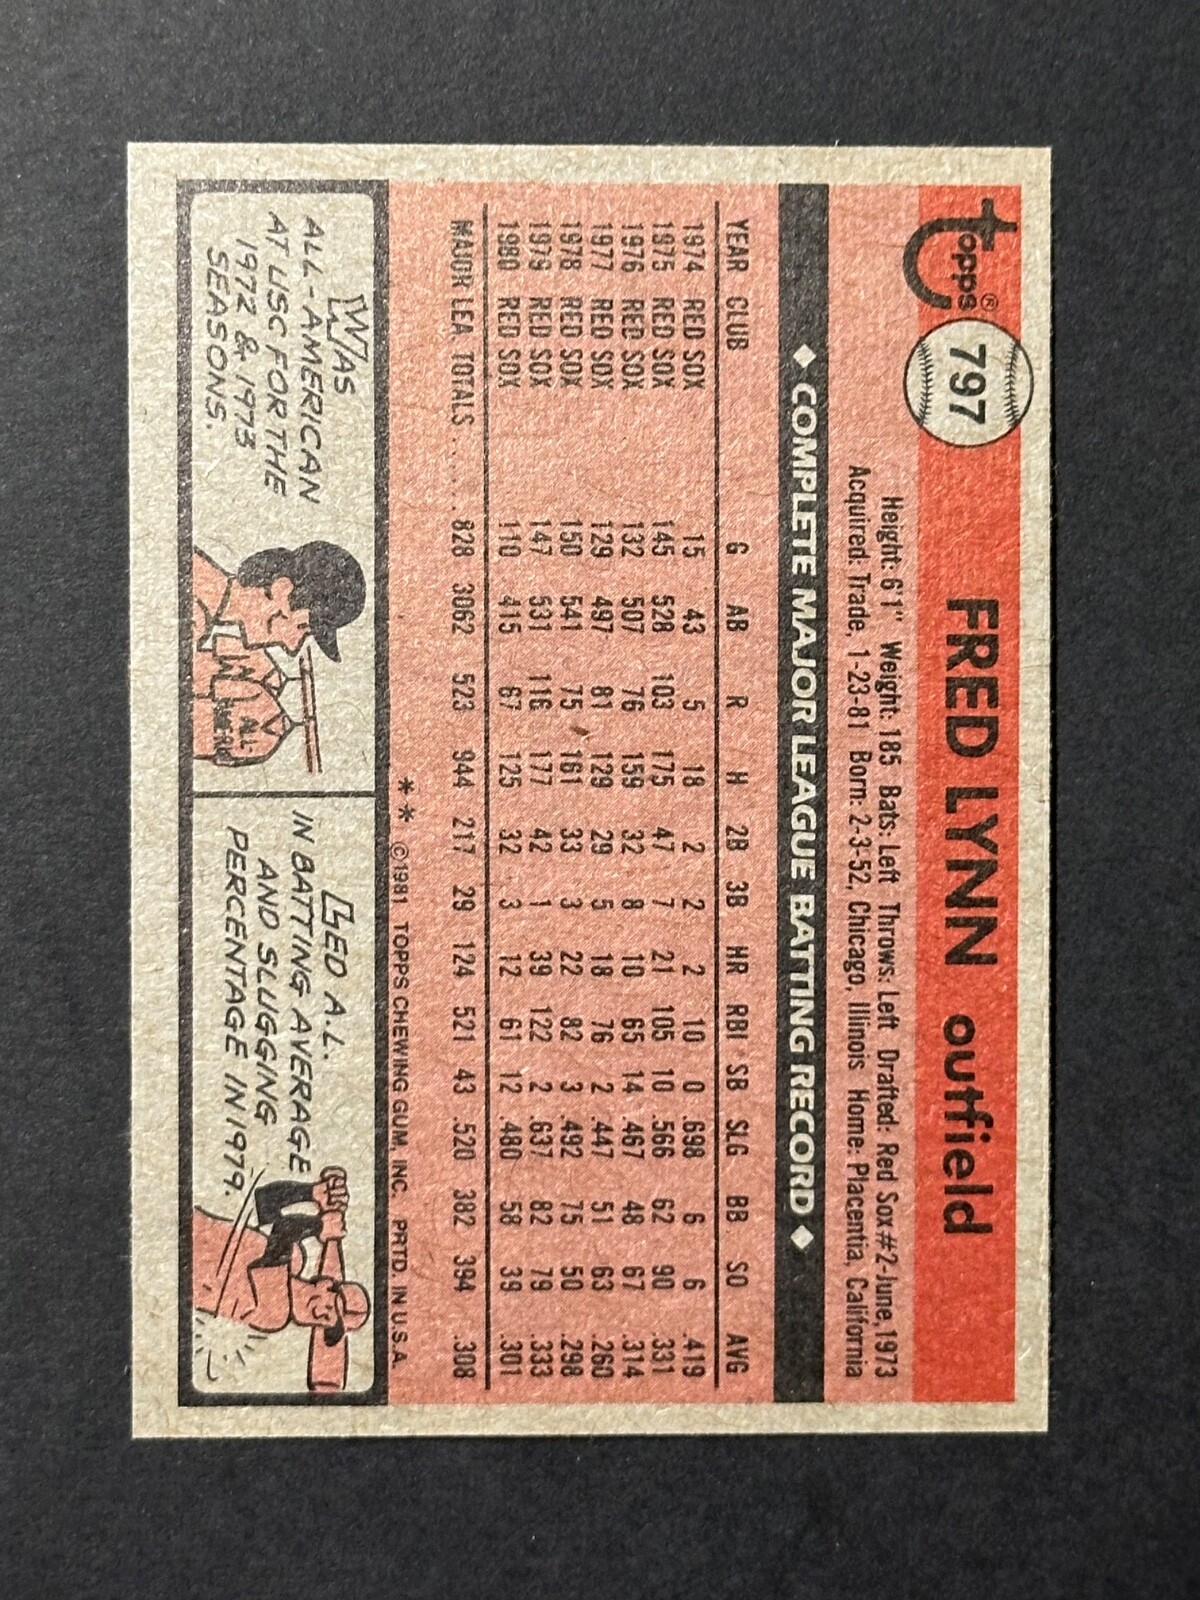 topps®
797
FRED LYNN outfield
Height: 6'1" Weight: 185 Bats: Left Throws: Left Drafted: Red Sox #2-June, 1973
Acquired: Trade, 1-23-81 Born: 2-3-52, Chicago, Illinois Home: Placentia, California
◆ COMPLETE MAJOR LEAGUE BATTING RECORD ◆
YEAR CLUB G AB R H 2B 3B HR RBI SB SLG BB SO AVG
1974 RED SOX 15 43 5 18 2 2 2 10 0 .698 6 6 .419
1975 RED SOX 145 528 103 175 47 7 21 105 10 .566 62 90 .331
1976 RED SOX 132 507 76 159 32 8 10 65 14 .467 48 67 .314
1977 RED SOX 129 497 81 129 29 5 18 76 2 .447 51 63 .260
1978 RED SOX 150 541 75 161 33 3 22 82 3 .492 75 50 .298
1979 RED SOX 147 531 116 177 42 1 39 122 2 .637 82 79 .333
1980 RED SOX 110 415 67 125 32 3 12 61 12 .480 58 39 .301
MAJOR LEA. TOTALS ...... 828 3062 523 944 217 29 124 521 43 .520 382 394 .308
** ©1981 TOPPS CHEWING GUM, INC. PRTD. IN U.S.A.
WAS
ALL-AMERICAN
AT USC FOR THE
1972 & 1973
SEASONS.
ALL
LED A.L.
IN BATTING AVERAGE
AND SLUGGING
PERCENTAGE IN 1979.